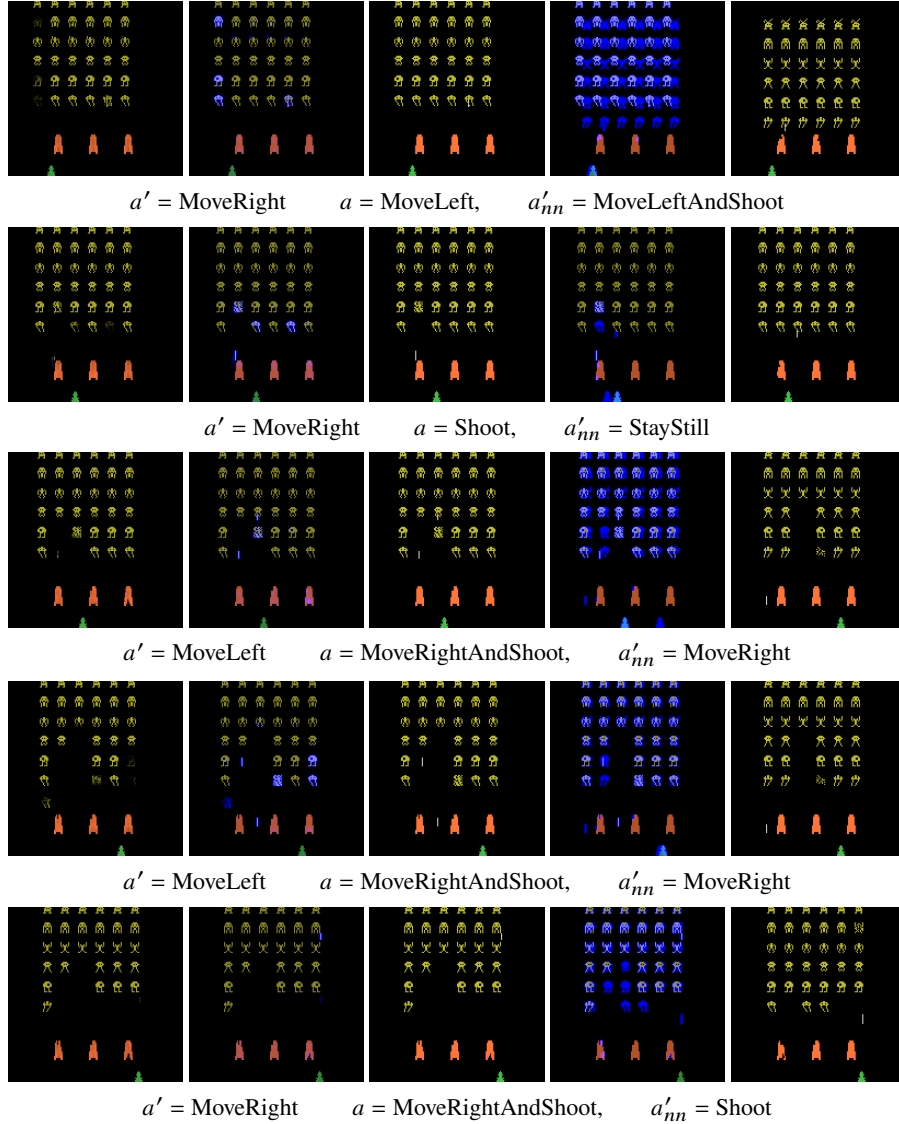 a′ = MoveRight a = MoveLeft, a′nn = MoveLeftAndShoot
a′ = MoveRight a = Shoot, a′nn = StayStill
a′ = MoveLeft a = MoveRightAndShoot, a′nn = MoveRight
a′ = MoveLeft a = MoveRightAndShoot, a′nn = MoveRight
a′ = MoveRight a = MoveRightAndShoot, a′nn = Shoot